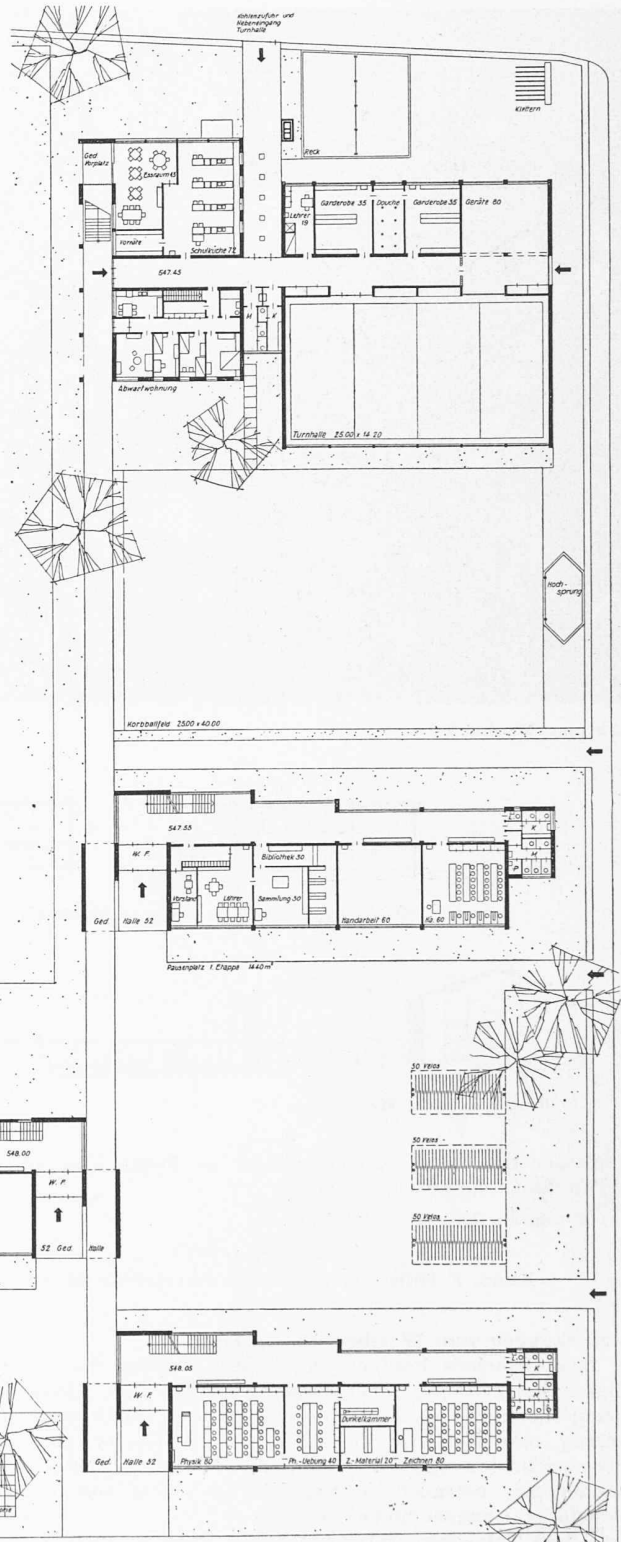 Kohlenzufuhr und
Nebeneingang
Turnhalle
Klettern
Reck
Ged.
Vorplatz
Essraum 45
Vorräte
Schulküche 72
Lehrer
19
Garderobe 35
Douche
Garderobe 35
Geräte 80
547.45
M
K
Abwartwohnung
Turnhalle 25.00 x 14.20
Hoch-
sprung
Korbballfeld 25.00 x 40.00
547.55
W. F.
Ged. Halle 52
Vorstand
Lehrer
Bibliothek 30
Sammlung 30
Handarbeit 60
Kl. 60
L
K
M
P
Pausenplatz 1. Etappe 1440 m²
50 Velos
50 Velos
50 Velos
548.00
W. F.
52 Ged. Halle
548.05
W. F.
Ged. Halle 52
Physik 80
Ph.-Uebung 40
Dunkelkammer
Z.-Material 20
Zeichnen 80
L
K
M
P